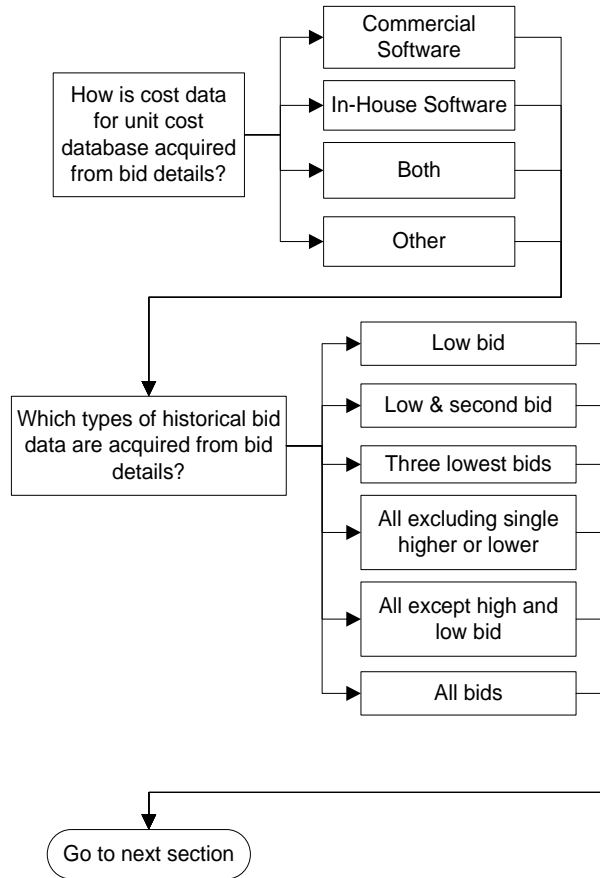 Commercial
Software
How is cost data
for unit cost
database acquired
from bid details?
In-House Software
Both
Other
Low bid
Which types of historical bid
data are acquired from bid
details?
Low & second bid
Three lowest bids
All excluding single
higher or lower
All except high and
low bid
All bids
Go to next section